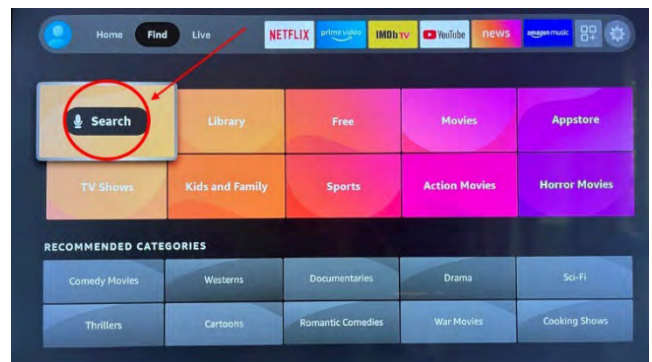 Home Find Live NETFLIX prime video IMDb TV YouTube news amazon music
Search Library Free Movies Appstore
TV Shows Kids and Family Sports Action Movies Horror Movies
RECOMMENDED CATEGORIES
Comedy Movies Westerns Documentaries Drama Sci-Fi
Thrillers Cartoons Romantic Comedies War Movies Cooking Shows